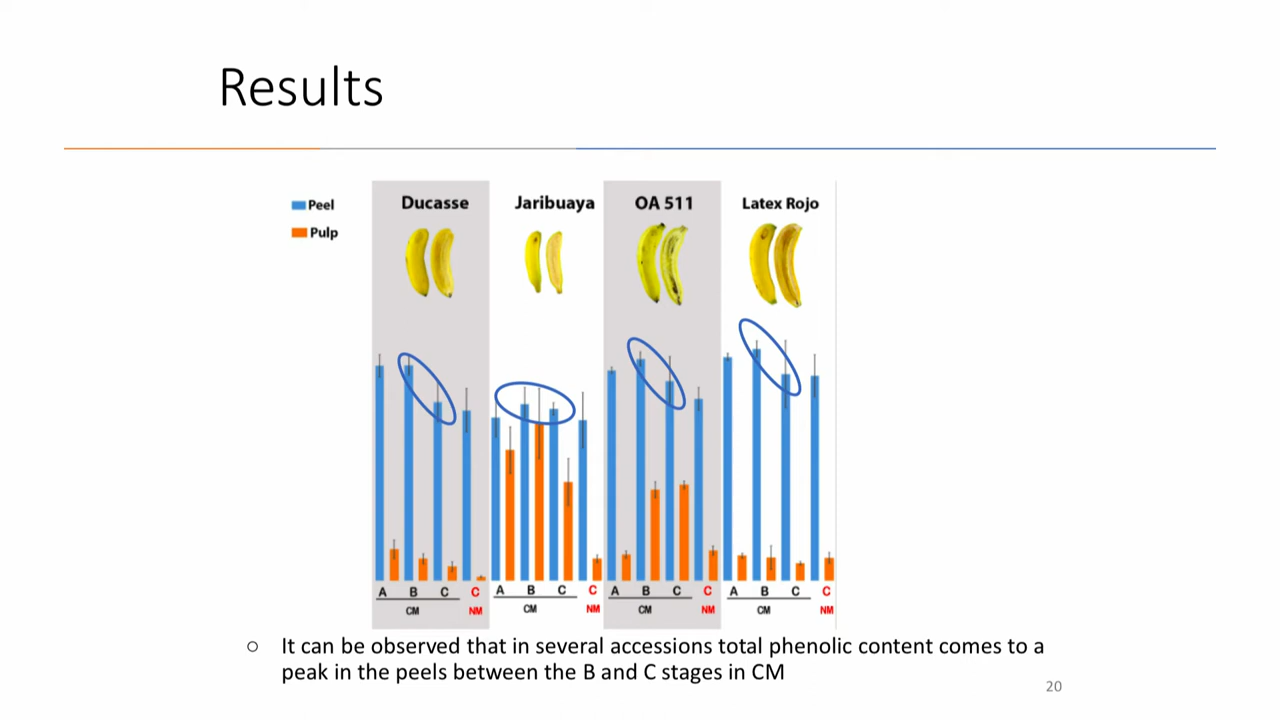 Results
Peel
Pulp
Ducasse
Jaribuaya
OA 511
Latex Rojo
A B C C A B C C A B C C A B C C
CM NM CM NM CM NM CM NM
○ It can be observed that in several accessions total phenolic content comes to a
peak in the peels between the B and C stages in CM
20